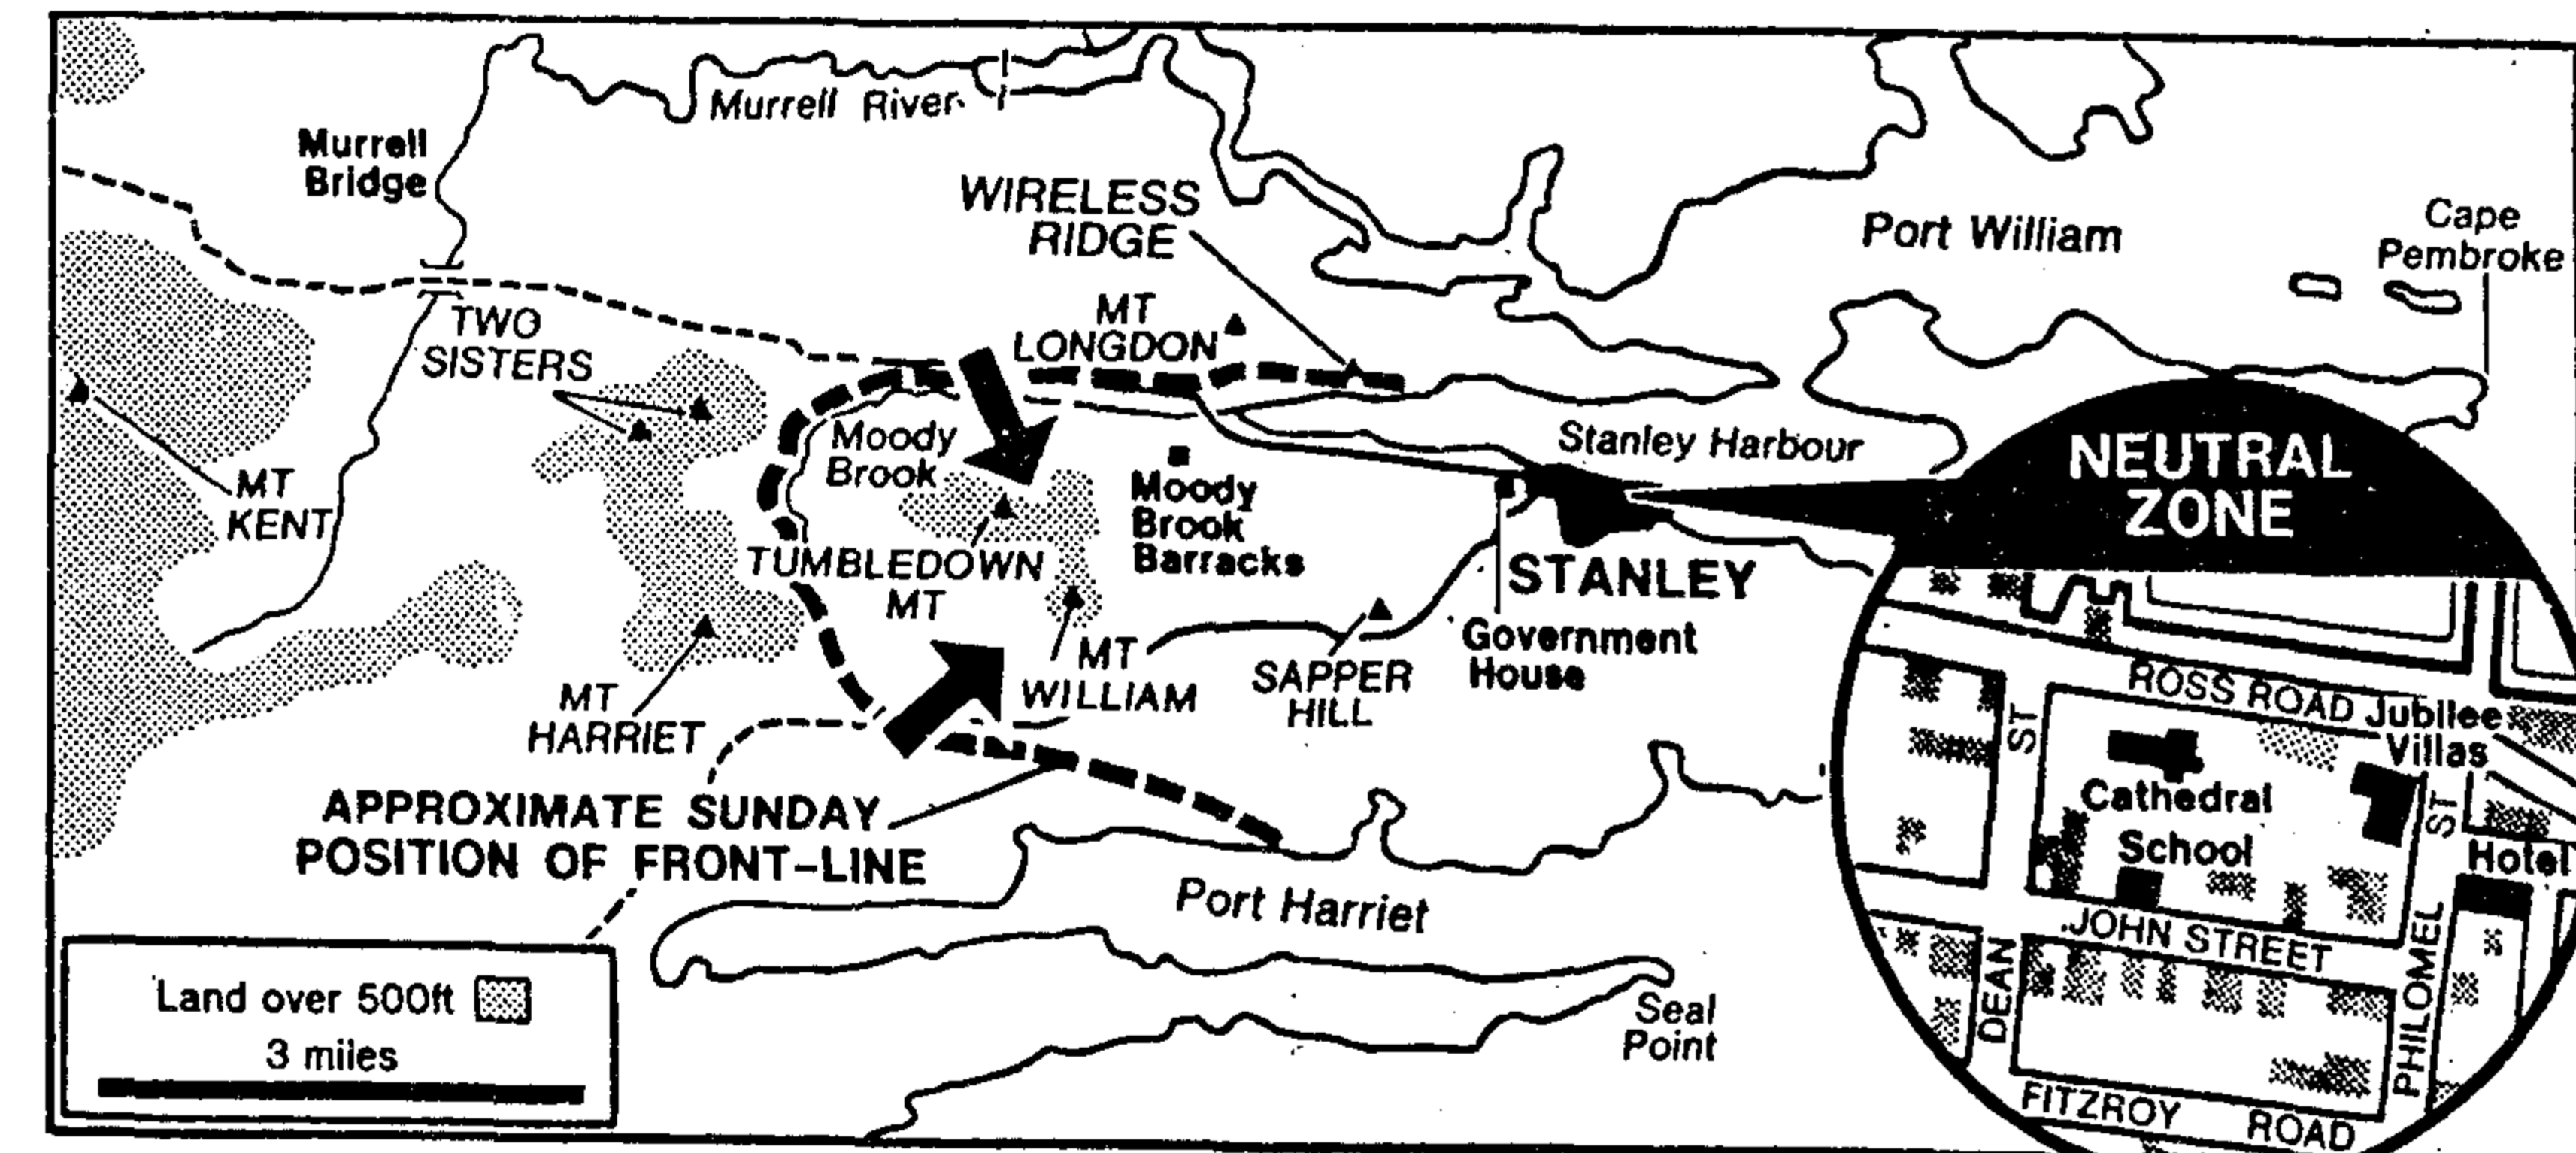 Murrell River
Murrell
Bridge
WIRELESS
RIDGE
Port William
Cape
Pembroke
TWO
SISTERS
MT
LONGDON
Moody
Brook
Stanley Harbour
MT
KENT
Moody
Brook
Barracks
TUMBLEDOWN
MT
STANLEY
Government
House
MT
WILLIAM
SAPPER
HILL
MT
HARRIET
APPROXIMATE SUNDAY
POSITION OF FRONT-LINE
Port Harriet
Seal
Point
Land over 500ft
3 miles
NEUTRAL
ZONE
ROSS ROAD
Jubilee
Villas
ST
Cathedral
School
ST
Hotel
JOHN STREET
DEAN
PHILOMEL
FITZROY ROAD